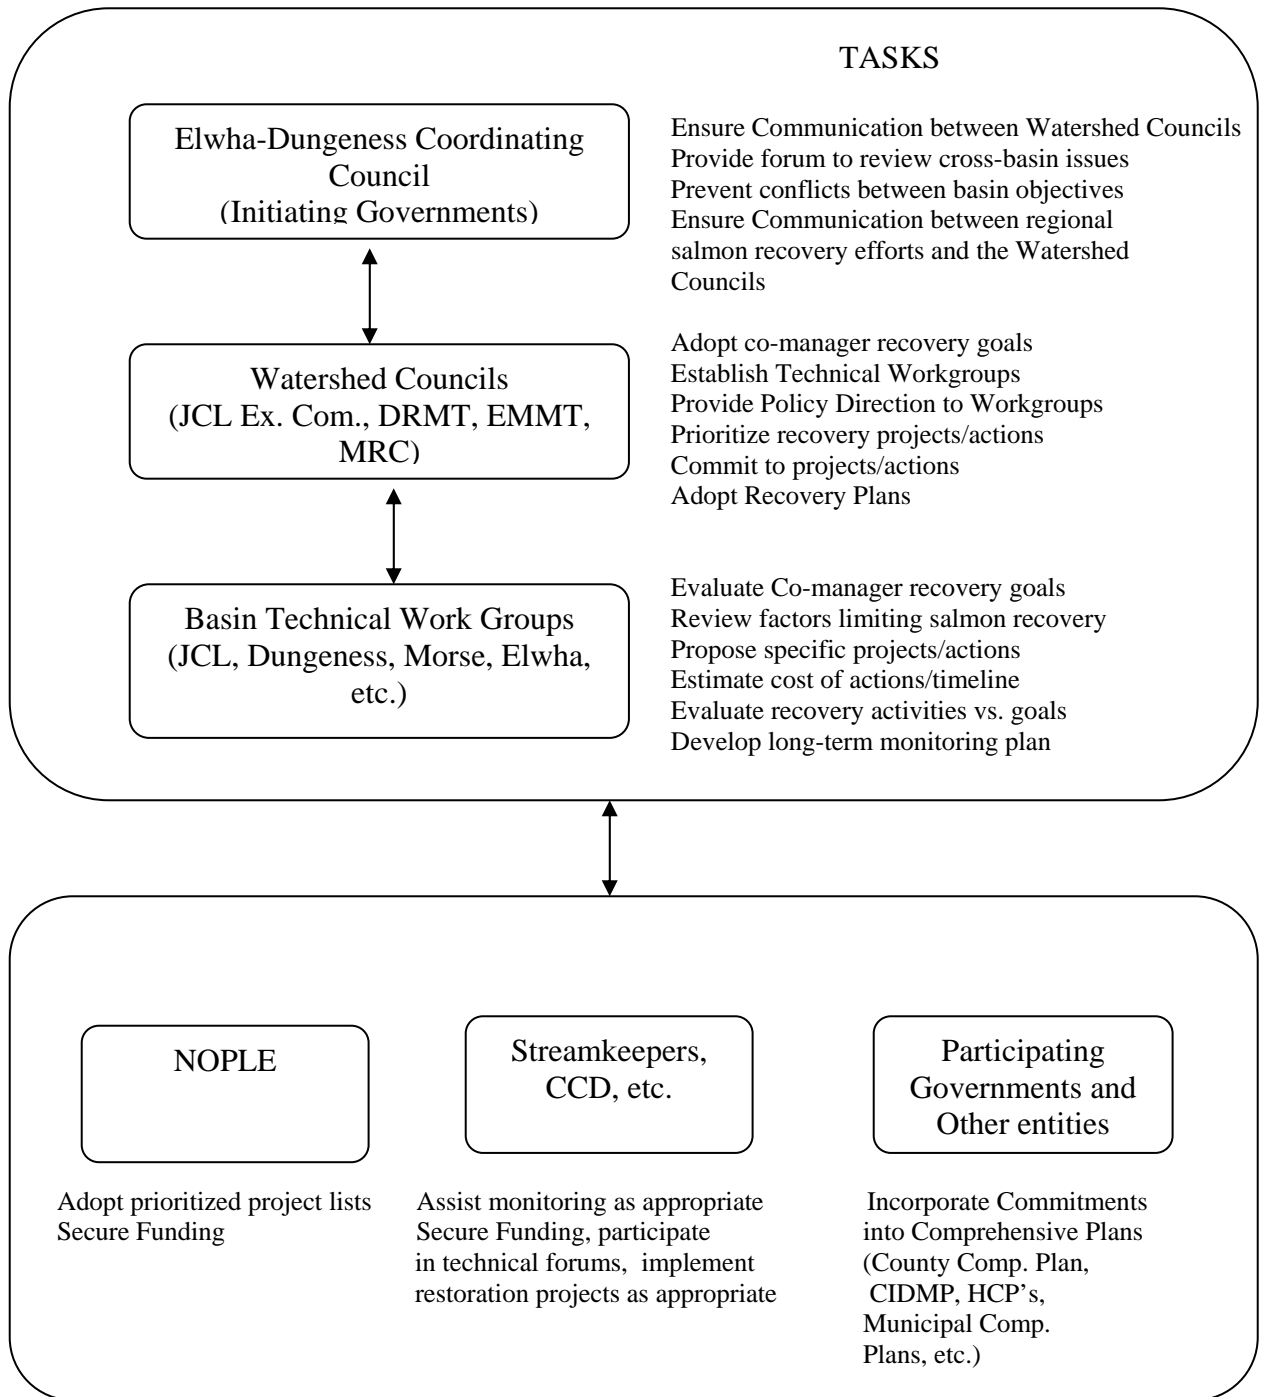 TASKS
Elwha-Dungeness Coordinating
Council
(Initiating Governments)
Ensure Communication between Watershed Councils
Provide forum to review cross-basin issues
Prevent conflicts between basin objectives
Ensure Communication between regional
salmon recovery efforts and the Watershed
Councils
Watershed Councils
(JCL Ex. Com., DRMT, EMMT,
MRC)
Adopt co-manager recovery goals
Establish Technical Workgroups
Provide Policy Direction to Workgroups
Prioritize recovery projects/actions
Commit to projects/actions
Adopt Recovery Plans
Basin Technical Work Groups
(JCL, Dungeness, Morse, Elwha,
etc.)
Evaluate Co-manager recovery goals
Review factors limiting salmon recovery
Propose specific projects/actions
Estimate cost of actions/timeline
Evaluate recovery activities vs. goals
Develop long-term monitoring plan
NOPLE
Adopt prioritized project lists
Secure Funding
Streamkeepers,
CCD, etc.
Assist monitoring as appropriate
Secure Funding, participate
in technical forums,  implement
restoration projects as appropriate
Participating
Governments and
Other entities
Incorporate Commitments
into Comprehensive Plans
(County Comp. Plan,
CIDMP, HCP's,
Municipal Comp.
Plans, etc.)